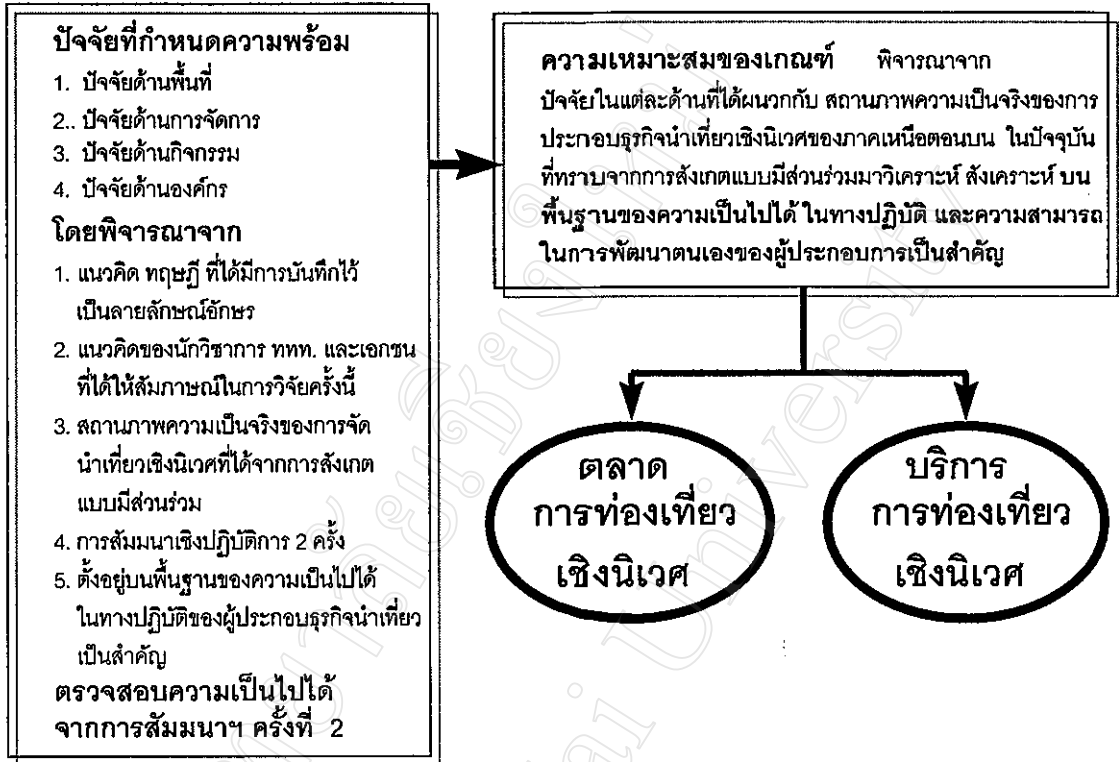 ปัจจัยที่กำหนดความพร้อม
1. ปัจจัยด้านพื้นที่
2.. ปัจจัยด้านการจัดการ
3. ปัจจัยด้านกิจกรรม
4. ปัจจัยด้านองค์กร
โดยพิจารณาจาก
1. แนวคิด ทฤษฎี ที่ได้มีการบันทึกไว้
เป็นลายลักษณ์อักษร
2. แนวคิดของนักวิชาการ ททท. และเอกชน
ที่ได้ให้สัมภาษณ์ในการวิจัยครั้งนี้
3. สถานภาพความเป็นจริงของการจัด
นำเที่ยวเชิงนิเวศที่ได้จากการสังเกต
แบบมีส่วนร่วม
4. การสัมมนาเชิงปฏิบัติการ 2 ครั้ง
5. ตั้งอยู่บนพื้นฐานของความเป็นไปได้
ในทางปฏิบัติของผู้ประกอบธุรกิจนำเที่ยว
เป็นสำคัญ
ตรวจสอบความเป็นไปได้
จากการสัมมนาฯ ครั้งที่ 2
ความเหมาะสมของเกณฑ์ พิจารณาจาก
ปัจจัยในแต่ละด้านที่ได้ผนวกกับ สถานภาพความเป็นจริงของการ
ประกอบธุรกิจนำเที่ยวเชิงนิเวศของภาคเหนือตอนบน ในปัจจุบัน
ที่ทราบจากการสังเกตแบบมีส่วนร่วมมาวิเคราะห์ สังเคราะห์ บน
พื้นฐานของความเป็นไปได้ ในทางปฏิบัติ และความสามารถ
ในการพัฒนาตนเองของผู้ประกอบการเป็นสำคัญ
ตลาด
การท่องเที่ยว
เชิงนิเวศ
บริการ
การท่องเที่ยว
เชิงนิเวศ